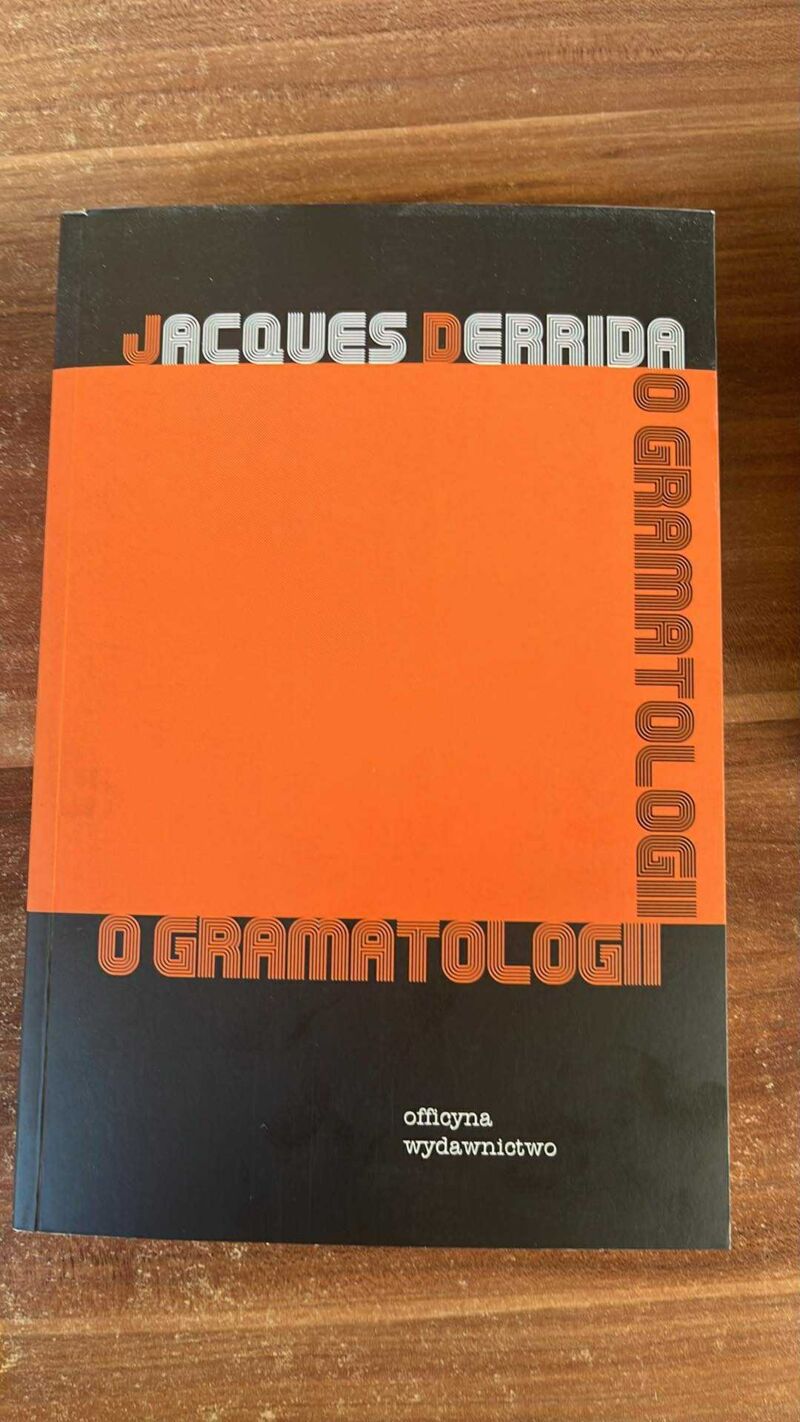 JACQUES DERRIDA
O GRAMATOLOGII
O GRAMATOLOGII
officyna
wydawnictwo